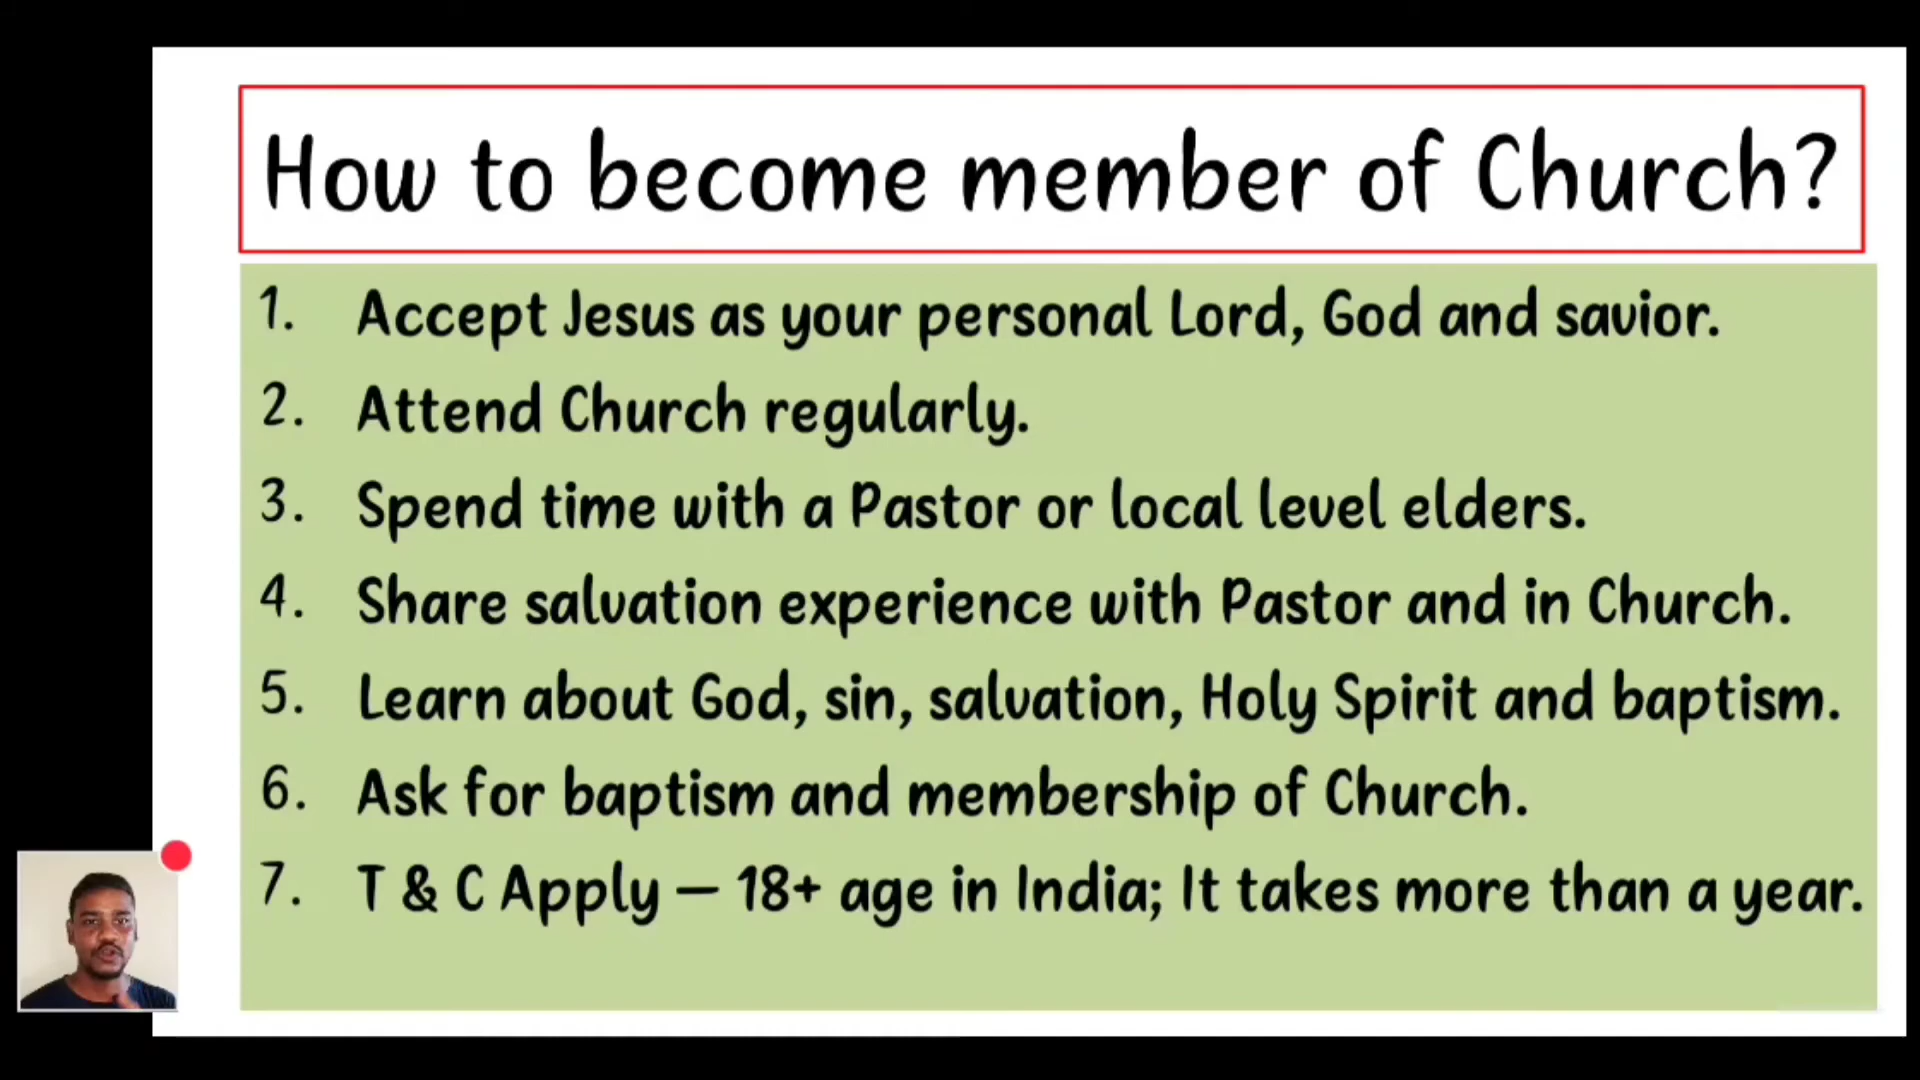 How to become member of Church?
1. Accept Jesus as your personal Lord, God and savior.
2. Attend Church regularly.
3. Spend time with a Pastor or local level elders.
4. Share salvation experience with Pastor and in Church.
5. Learn about God, sin, salvation, Holy Spirit and baptism.
6. Ask for baptism and membership of Church.
7. T & C Apply – 18+ age in India; It takes more than a year.